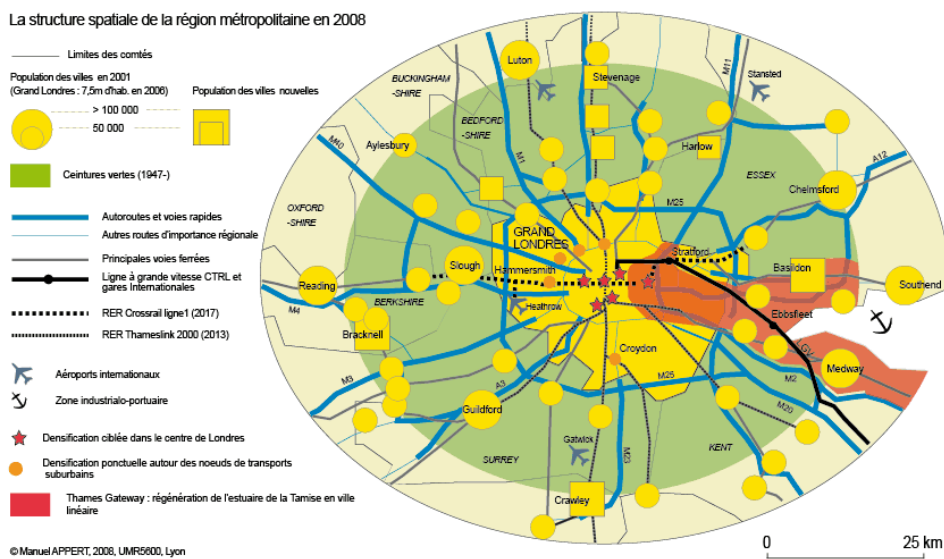 La structure spatiale de la région métropolitaine en 2008
Limites des comtés
Population des villes en 2001
(Grand Londres : 7,5m d'hab. en 2006)
Population des villes nouvelles
> 100 000
50 000
Ceintures vertes (1947-)
Autoroutes et voies rapides
Autres routes d'importance régionale
Principales voies ferrées
Ligne à grande vitesse CTRL et
gares Internationales
RER Crossrail ligne1 (2017)
RER Thameslink 2000 (2013)
Aéroports internationaux
Zone industrialo-portuaire
Densification ciblée dans le centre de Londres
Densification ponctuelle autour des noeuds de transports
suburbains
Thames Gateway : régénération de l'estuaire de la Tamise en ville
linéaire
© Manuel APPERT, 2008, UMR5600, Lyon
Luton
Stevenage
M11
Stansted
BUCKINGHAM
-SHIRE
BEDFORD
-SHIRE
M40
Aylesbury
M1
Harlow
A12
ESSEX
Chelmsford
OXFORD
-SHIRE
M25
GRAND
LONDRES
Stratford
Slough
Hammersmith
Basildon
Reading
Southend
M4
BERKSHIRE
Heathrow
Ebbsfleet
Bracknell
Croydon
LGV
Medway
M3
A3
M25
M2
M20
Guildford
Gatwick
M23
KENT
SURREY
Crawley
0
25 km